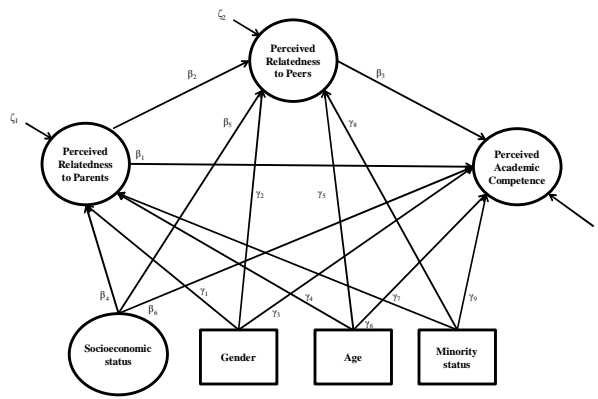 ζ2
Perceived
Relatedness
to Peers
β2
β3
ζ1
β5
γ8
Perceived
Relatedness
to Parents
β1
Perceived
Academic
Competence
γ2
γ5
β4
β6
γ1
γ3
γ4
γ6
γ7
γ9
Socioeconomic
status
Gender
Age
Minority
status